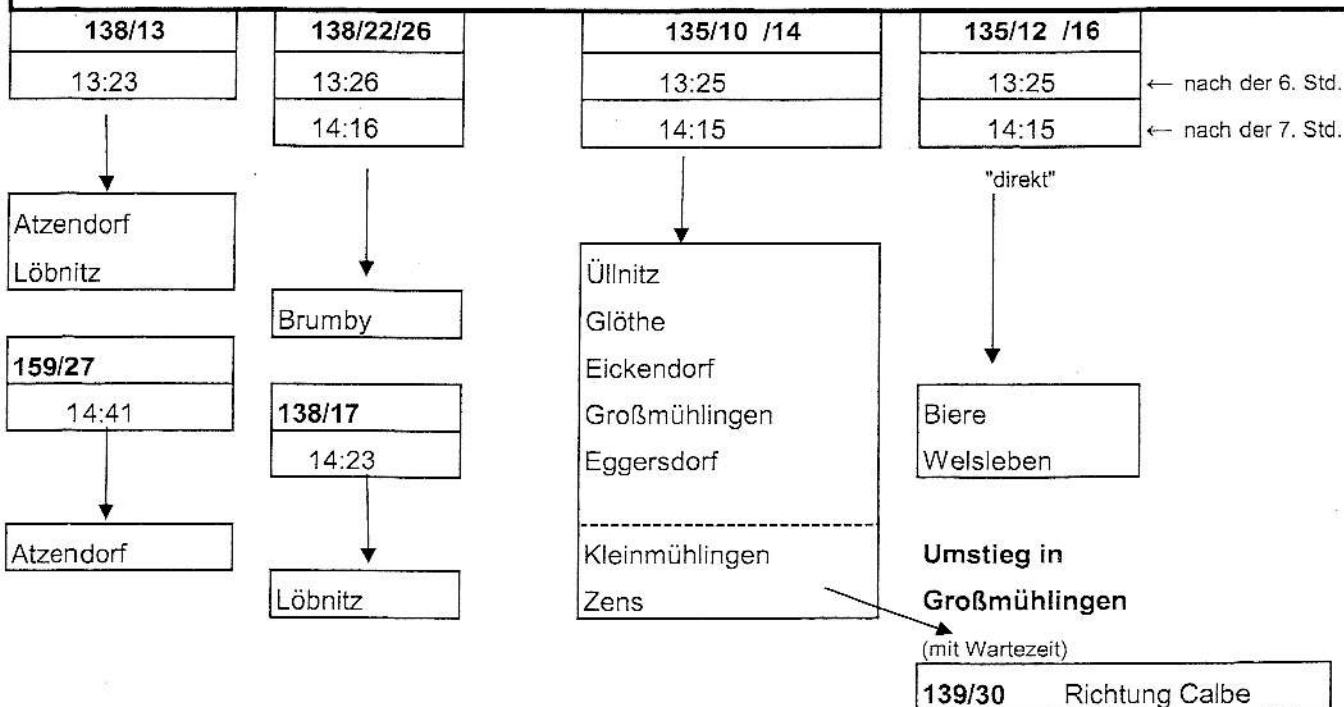 138/13
13:23
Atzendorf
Löbnitz
159/27
14:41
Atzendorf
138/22/26
13:26
14:16
Brumby
138/17
14:23
Löbnitz
135/10 /14
13:25
14:15
Üllnitz
Glöthe
Eickendorf
Großmühlingen
Eggersdorf
Kleinmühlingen
Zens
135/12 /16
13:25 ← nach der 6. Std.
14:15 ← nach der 7. Std.
"direkt"
Biere
Welsleben
Umstieg in
Großmühlingen
(mit Wartezeit)
139/30 Richtung Calbe